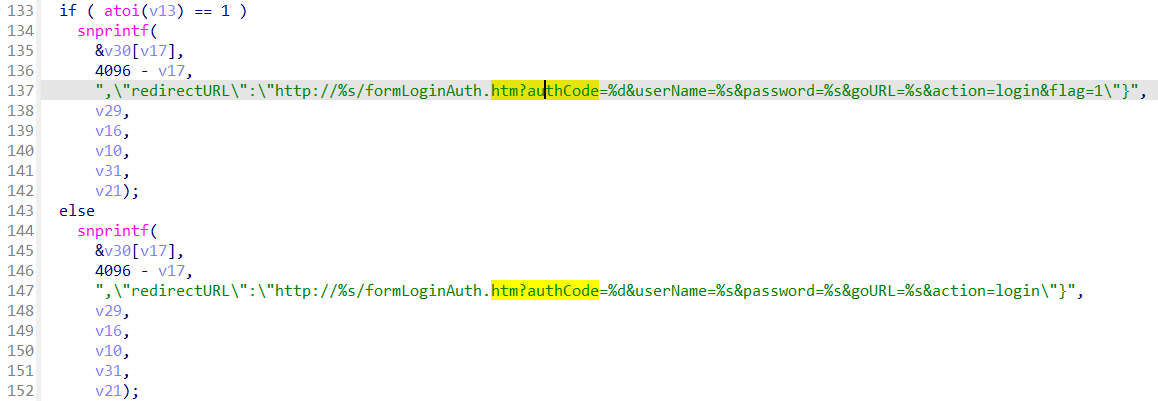 133 if ( atoi(v13) == 1 )
134 snprintf(
135 &v30[v17],
136 4096 - v17,
137 ",\"redirectURL\":\"http://%s/formLoginAuth.htm?authCode=%d&userName=%s&password=%s&goURL=%s&action=login&flag=1\"}",
138 v29,
139 v16,
140 v10,
141 v31,
142 v21);
143 else
144 snprintf(
145 &v30[v17],
146 4096 - v17,
147 ",\"redirectURL\":\"http://%s/formLoginAuth.htm?authCode=%d&userName=%s&password=%s&goURL=%s&action=login\"}",
148 v29,
149 v16,
150 v10,
151 v31,
152 v21);